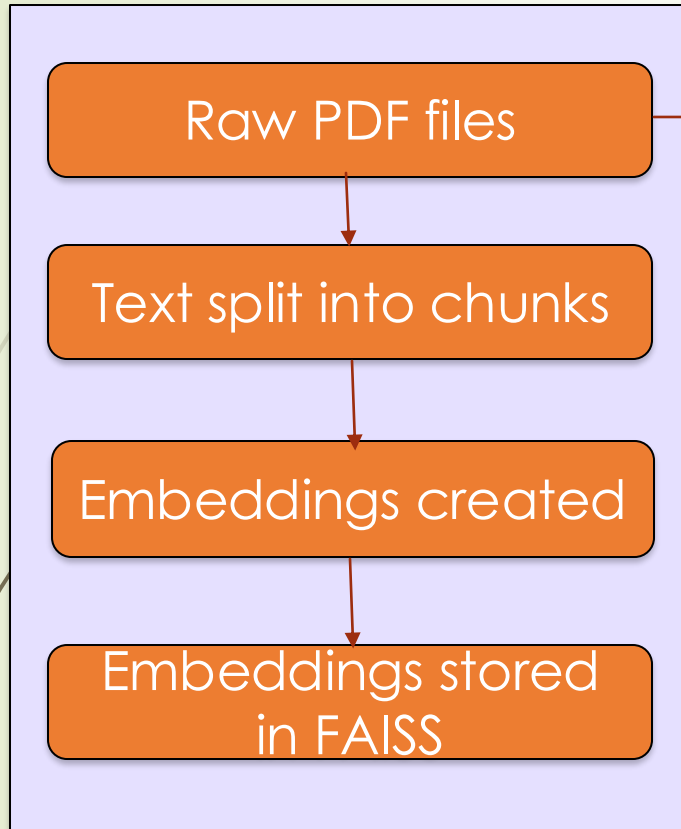 Raw PDF files
Text split into chunks
Embeddings created
Embeddings stored
in FAISS